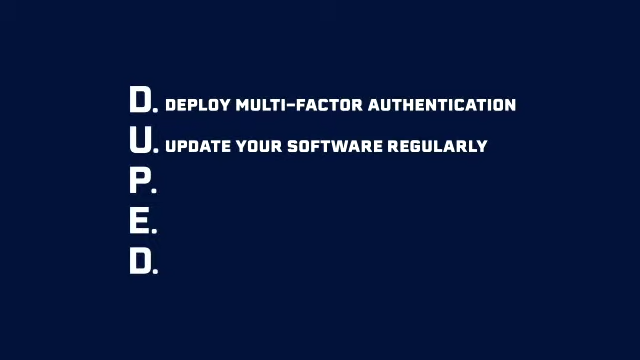 D. DEPLOY MULTI-FACTOR AUTHENTICATION
U. UPDATE YOUR SOFTWARE REGULARLY
P.
E.
D.